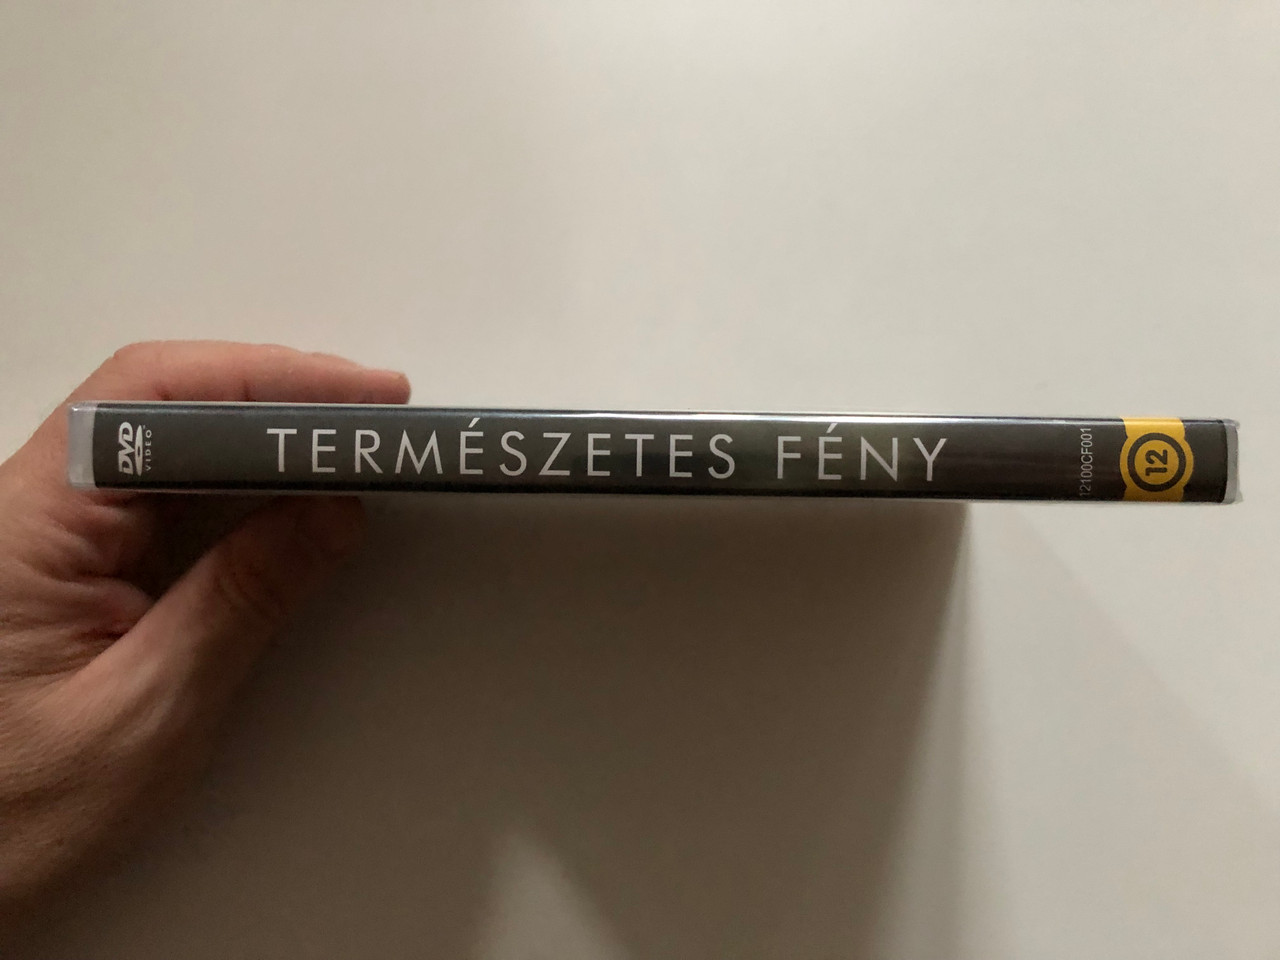 DVD
VIDEO
TERMÉSZETES FÉNY
12100CF001
12